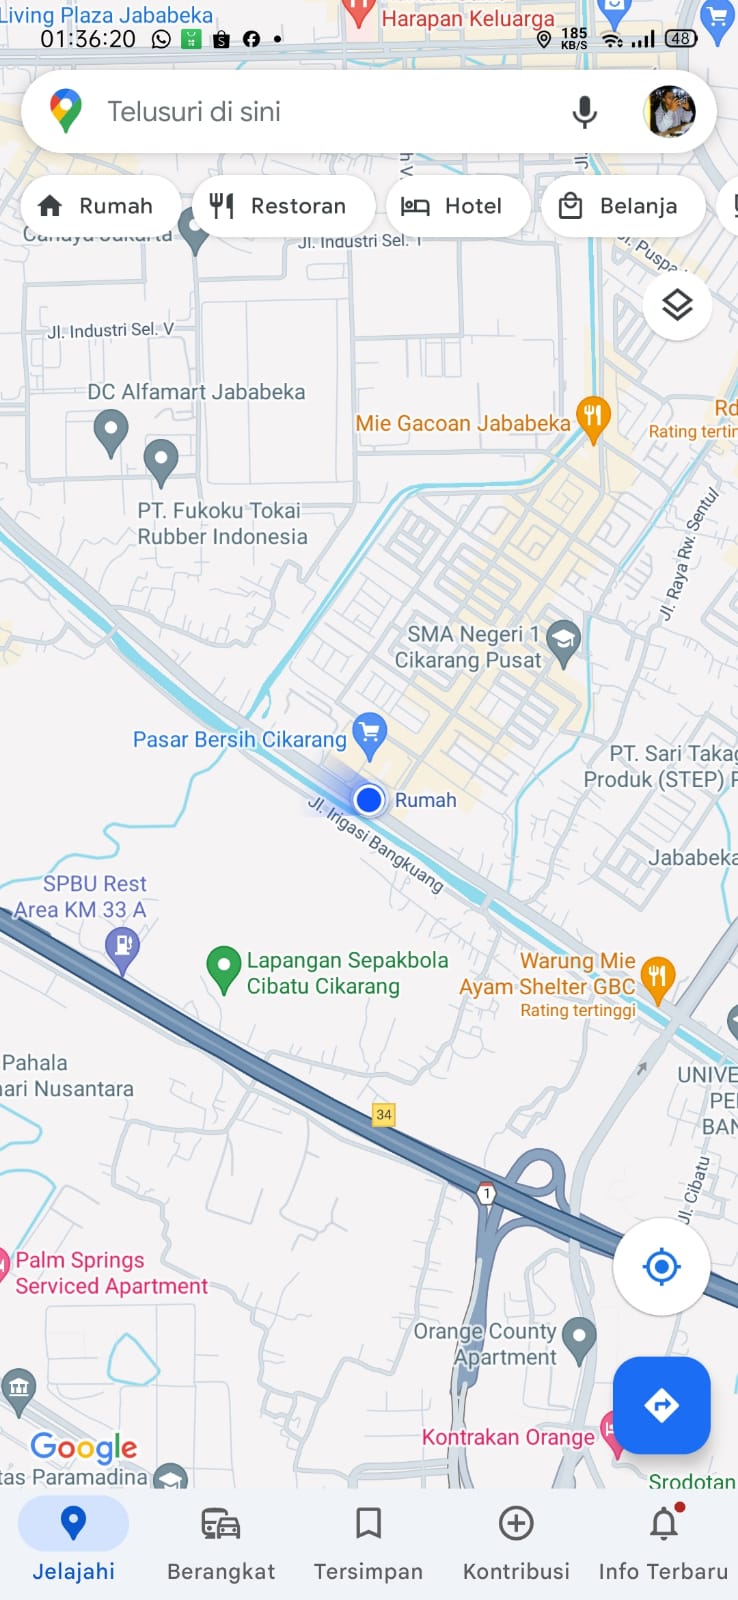 Living Plaza Jababeka
Harapan Keluarga
01:36:20
185
KB/S
48
Telusuri di sini
Rumah
Restoran
Hotel
Belanja
Jl. Industri Sel. 1
Jl. Puspa
Jl. Industri Sel. V
DC Alfamart Jababeka
Mie Gacoan Jababeka
Rd
Rating tertin
PT. Fukoku Tokai
Rubber Indonesia
Jl. Raya Rw. Sentul
SMA Negeri 1
Cikarang Pusat
Pasar Bersih Cikarang
PT. Sari Takag
Produk (STEP) P
Rumah
Jl. Irigasi Bangkuang
Jababeka
SPBU Rest
Area KM 33 A
Lapangan Sepakbola
Cibatu Cikarang
Warung Mie
Ayam Shelter GBC
Rating tertinggi
Pahala
ari Nusantara
UNIVE
PE
BAN
34
1
Jl. Cibatu
Palm Springs
Serviced Apartment
Orange County
Apartment
Kontrakan Orange
Google
tas Paramadina
Srodotan
Jelajahi
Berangkat
Tersimpan
Kontribusi
Info Terbaru